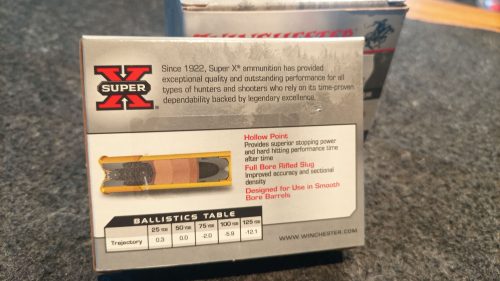 WINCHESTER
SUPER X®
Since 1922, Super X® ammunition has provided
exceptional quality and outstanding performance for all
types of hunters and shooters who rely on its time-proven
dependability backed by legendary excellence.
Hollow Point
Provides superior stopping power
and hard hitting performance time
after time
Full Bore Rifled Slug
Improved accuracy and sectional
density
Designed for Use in Smooth
Bore Barrels
BALLISTICS TABLE
25 YDS 50 YDS 75 YDS 100 YDS 125 YDS
Trajectory 0.3 0.0 -2.0 -5.9 -12.1
WWW.WINCHESTER.COM